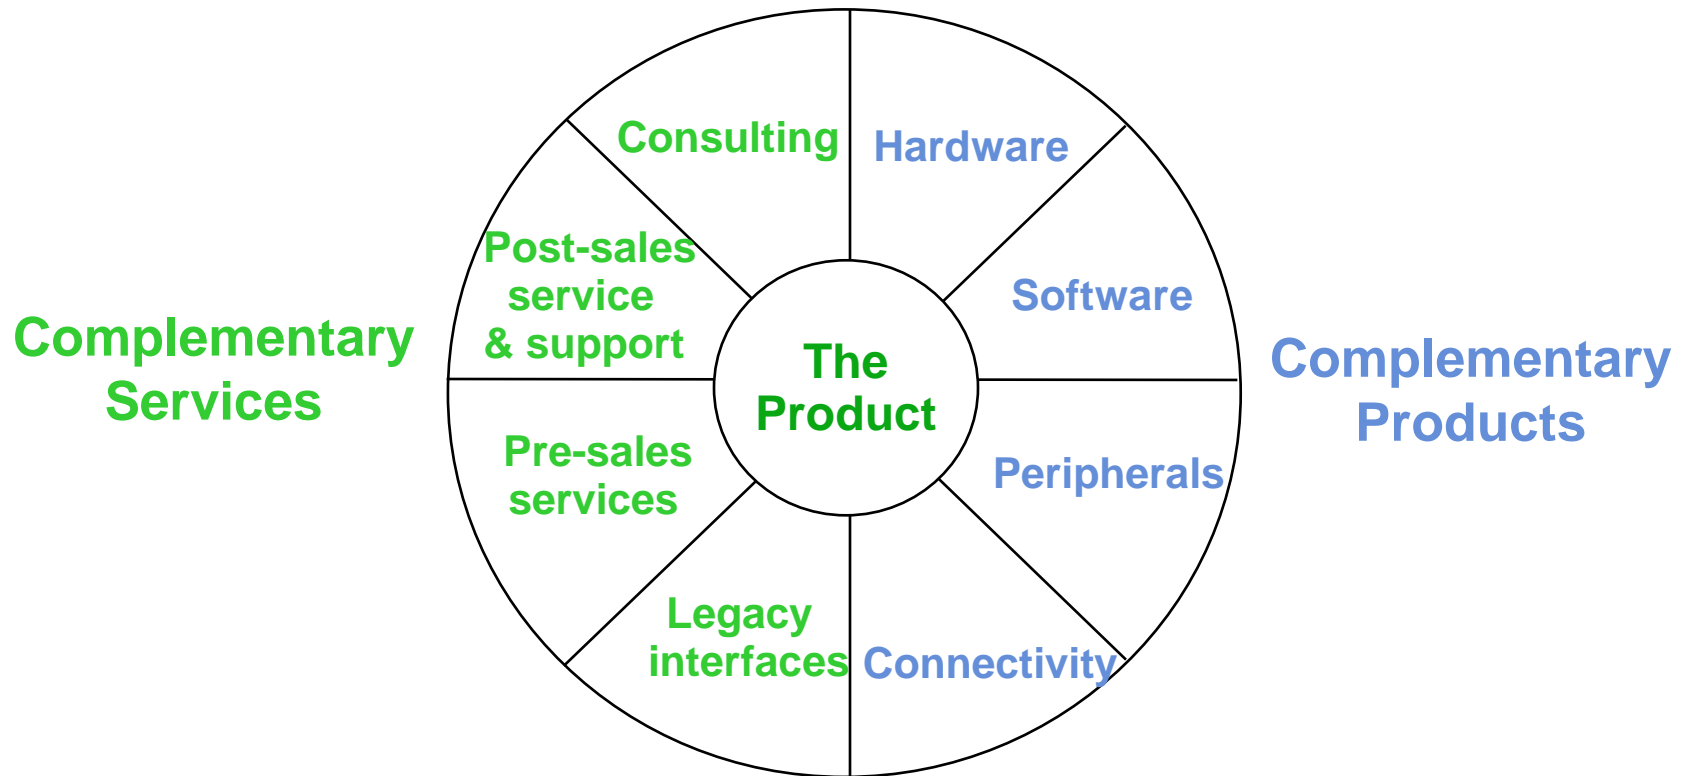 Consulting
Hardware
Post-sales
service
& support
Software
Complementary
Services
The
Product
Complementary
Products
Pre-sales
services
Peripherals
Legacy
interfaces
Connectivity